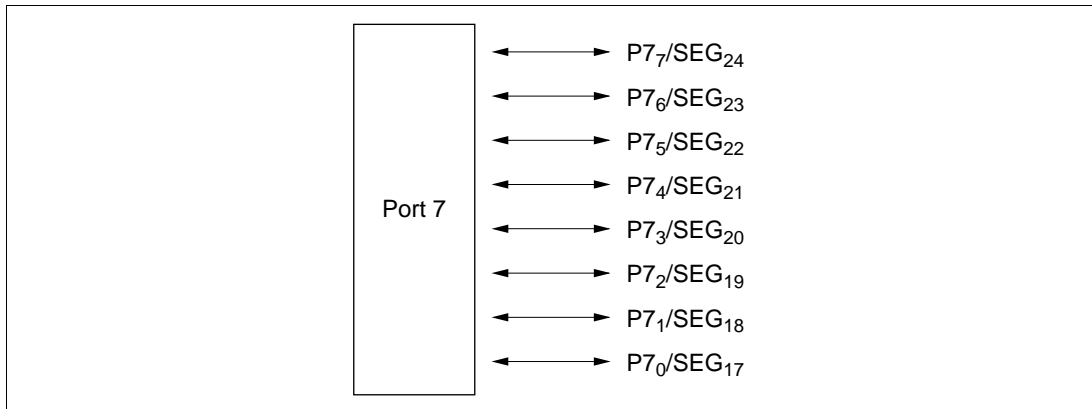 P7₇/SEG₂₄
P7₆/SEG₂₃
P7₅/SEG₂₂
P7₄/SEG₂₁
Port 7
P7₃/SEG₂₀
P7₂/SEG₁₉
P7₁/SEG₁₈
P7₀/SEG₁₇